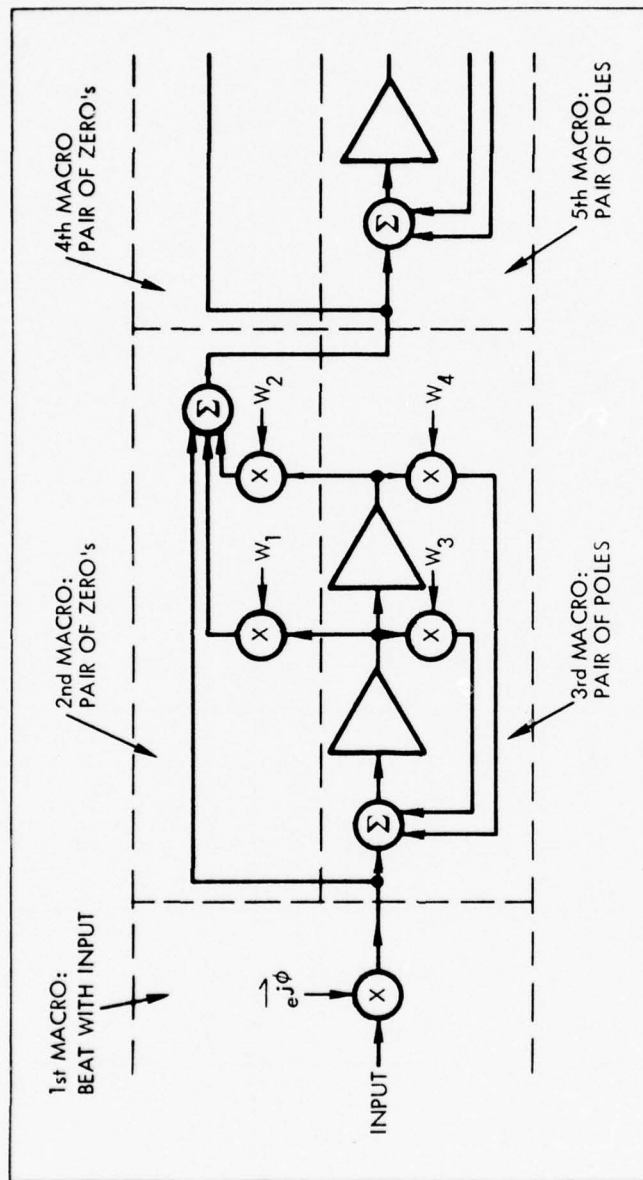 1st MACRO:
BEAT WITH INPUT
2nd MACRO:
PAIR OF ZERO's
4th MACRO
PAIR OF ZERO's
INPUT
X
e^jφ
Σ
X
W1
X
W2
Σ
X
W3
X
W4
Σ
3rd MACRO:
PAIR OF POLES
5th MACRO:
PAIR OF POLES